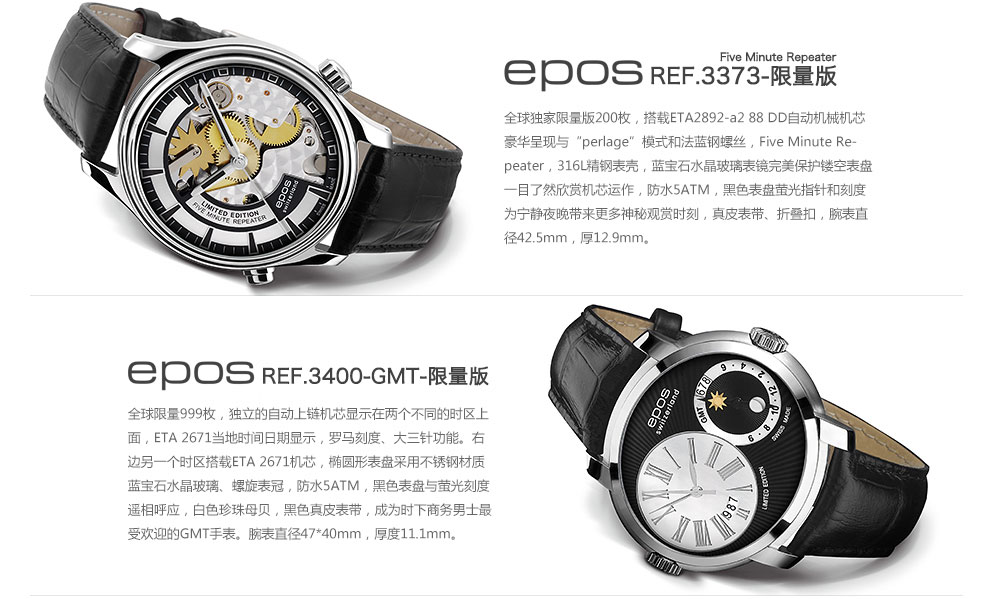 Five Minute Repeater
epos REF.3373-限量版
全球独家限量版200枚，搭载ETA2892-a2 88 DD自动机械机芯
豪华呈现与“perlage”模式和法蓝钢螺丝，Five Minute Re-
peater，316L精钢表壳，蓝宝石水晶玻璃表镜完美保护镂空表盘
一目了然欣赏机芯运作，防水5ATM，黑色表盘萤光指针和刻度
为宁静夜晚带来更多神秘观赏时刻，真皮表带、折叠扣，腕表直
径42.5mm，厚12.9mm。
LIMITED EDITION
FIVE MINUTE REPEATER
epos
switzerland
SWISS MADE
epos REF.3400-GMT-限量版
全球限量999枚，独立的自动上链机芯显示在两个不同的时区上
面，ETA 2671当地时间日期显示，罗马刻度、大三针功能。右
边另一个时区搭载ETA 2671机芯，椭圆形表盘采用不锈钢材质
蓝宝石水晶玻璃、螺旋表冠，防水5ATM，黑色表盘与萤光刻度
遥相呼应，白色珍珠母贝，黑色真皮表带，成为时下商务男士最
受欢迎的GMT手表。腕表直径47*40mm，厚度11.1mm。
epos
switzerland
GMT
678
6 8 10 12 2 4 6
SWISS MADE
LIMITED EDITION
987